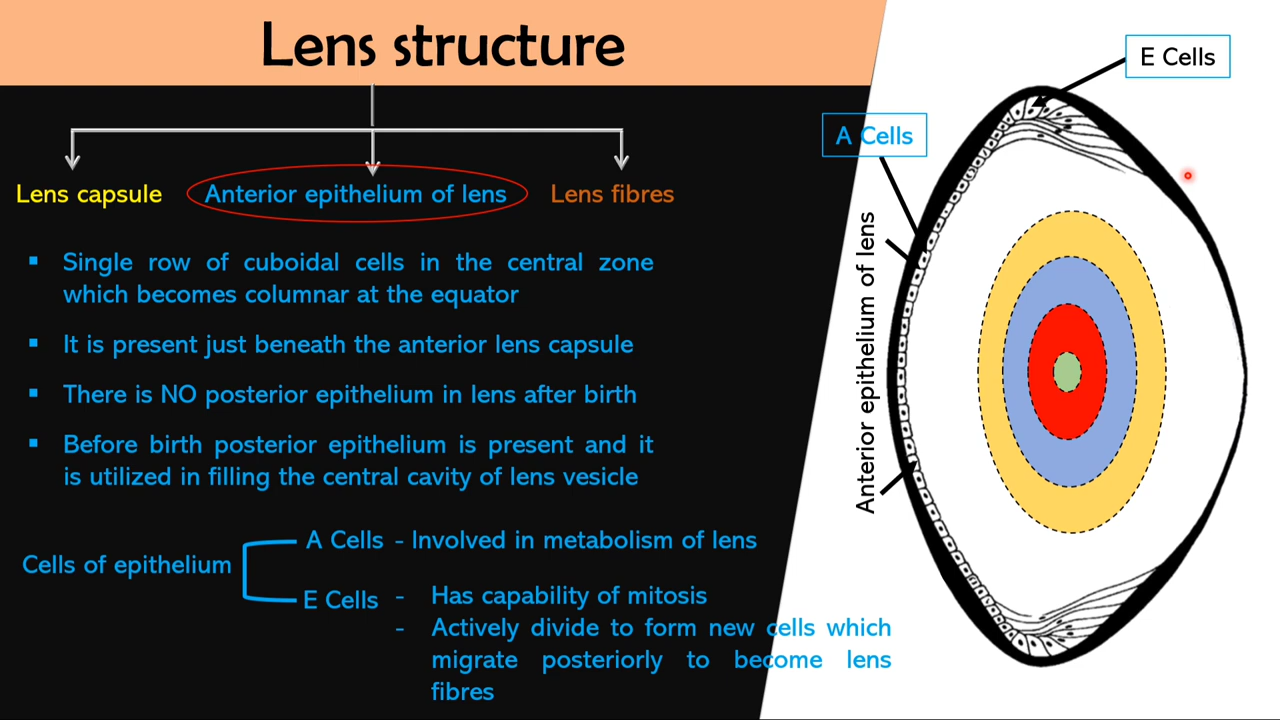 Lens structure
E Cells
A Cells
Lens capsule
Anterior epithelium of lens
Lens fibres
Anterior epithelium of lens
▪ Single row of cuboidal cells in the central zone
which becomes columnar at the equator
▪ It is present just beneath the anterior lens capsule
▪ There is NO posterior epithelium in lens after birth
▪ Before birth posterior epithelium is present and it
is utilized in filling the central cavity of lens vesicle
Cells of epithelium
A Cells - Involved in metabolism of lens
E Cells - Has capability of mitosis
- Actively divide to form new cells which
migrate posteriorly to become lens
fibres